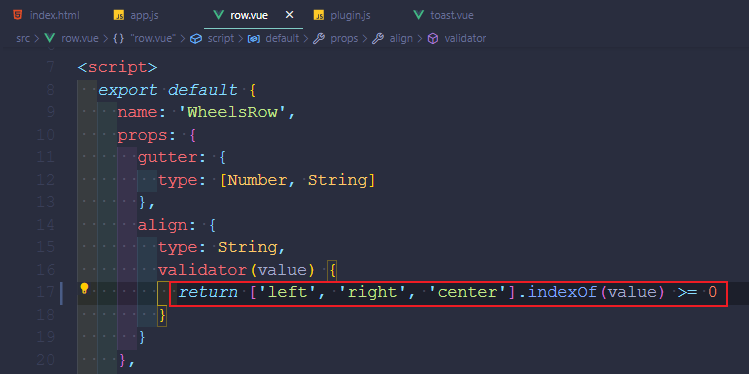 index.html app.js row.vue × plugin.js toast.vue
src > row.vue > {} "row.vue" > script > default > props > align > validator
7 <script>
8 export default {
9 name: 'WheelsRow',
10 props: {
11 gutter: {
12 type: [Number, String]
13 },
14 align: {
15 type: String,
16 validator(value) {
17 return ['left', 'right', 'center'].indexOf(value) >= 0
18 }
19 }
20 },